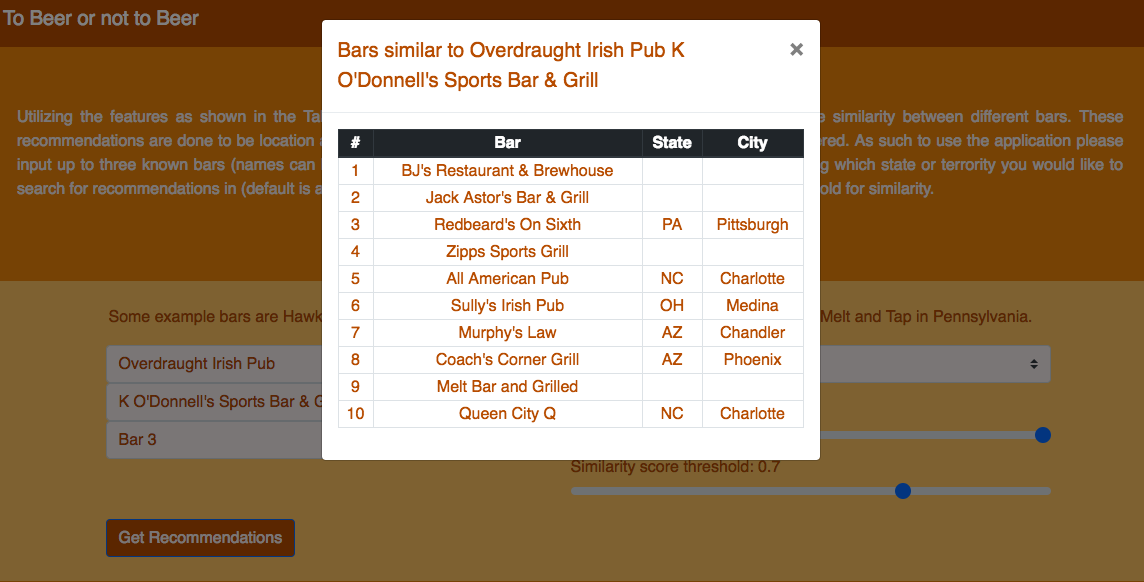 To Beer or not to Beer
Bars similar to Overdraught Irish Pub K
O'Donnell's Sports Bar & Grill
×
Utilizing the features as shown in the Ta
similarity between different bars. These
recommendations are done to be location
red. As such to use the application please
input up to three known bars (names can
which state or terrority you would like to
search for recommendations in (default is a
old for similarity.
# Bar State City
1 BJ's Restaurant & Brewhouse
2 Jack Astor's Bar & Grill
3 Redbeard's On Sixth PA Pittsburgh
4 Zipps Sports Grill
5 All American Pub NC Charlotte
6 Sully's Irish Pub OH Medina
7 Murphy's Law AZ Chandler
8 Coach's Corner Grill AZ Phoenix
9 Melt Bar and Grilled
10 Queen City Q NC Charlotte
Some example bars are Hawk
Melt and Tap in Pennsylvania.
Overdraught Irish Pub
K O'Donnell's Sports Bar & G
Bar 3
Similarity score threshold: 0.7
Get Recommendations